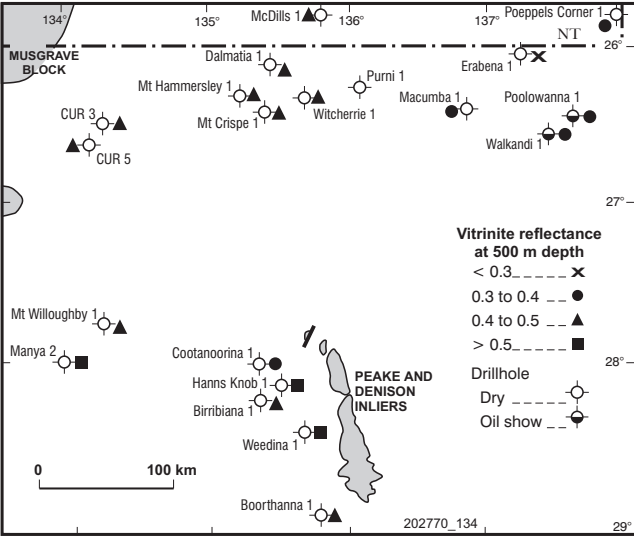 134°
135°
136°
137°
McDills 1
Poeppels Corner 1
NT
26°
MUSGRAVE
BLOCK
Dalmatia 1
Erabena 1
Mt Hammersley 1
Purni 1
Macumba 1
Poolowanna 1
CUR 3
Mt Crispe 1
Witcherrie 1
Walkandi 1
CUR 5
27°
Vitrinite reflectance
at 500 m depth
< 0.3
0.3 to 0.4
0.4 to 0.5
> 0.5
Drillhole
Dry
Oil show
Mt Willoughby 1
Manya 2
Cootanoorina 1
28°
Hanns Knob 1
PEAKE AND
DENISON
INLIERS
Birribiana 1
Weedina 1
0 100 km
Boorthanna 1
202770_134
29°